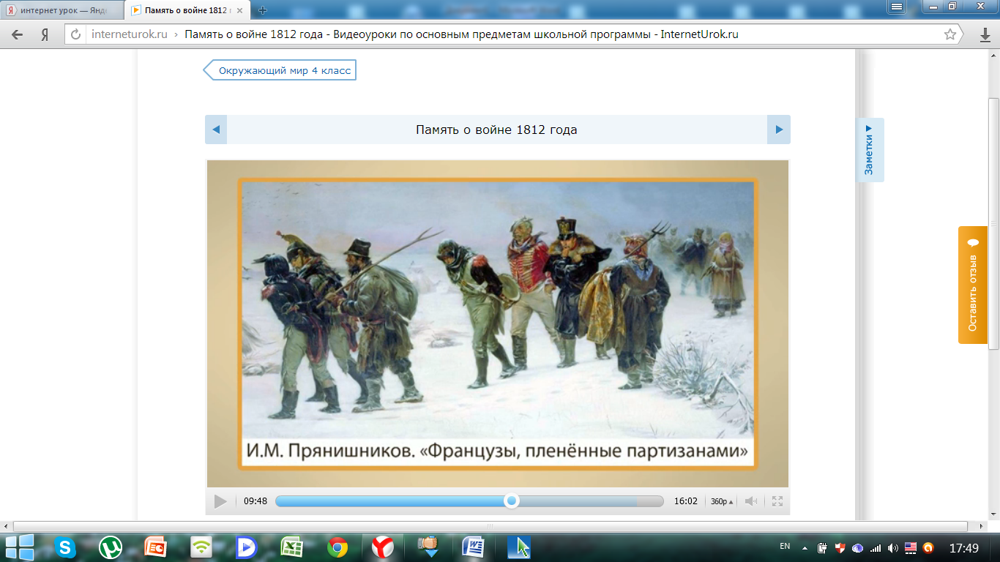 интернет урок — Янд
Память о войне 1812 г
interneturok.ru › Память о войне 1812 года - Видеоуроки по основным предметам школьной программы - InternetUrok.ru
Окружающий мир 4 класс
Память о войне 1812 года
Заметки
Оставить отзыв
И.М. Прянишников. «Французы, пленённые партизанами»
09:48
16:02
360p
EN
17:49